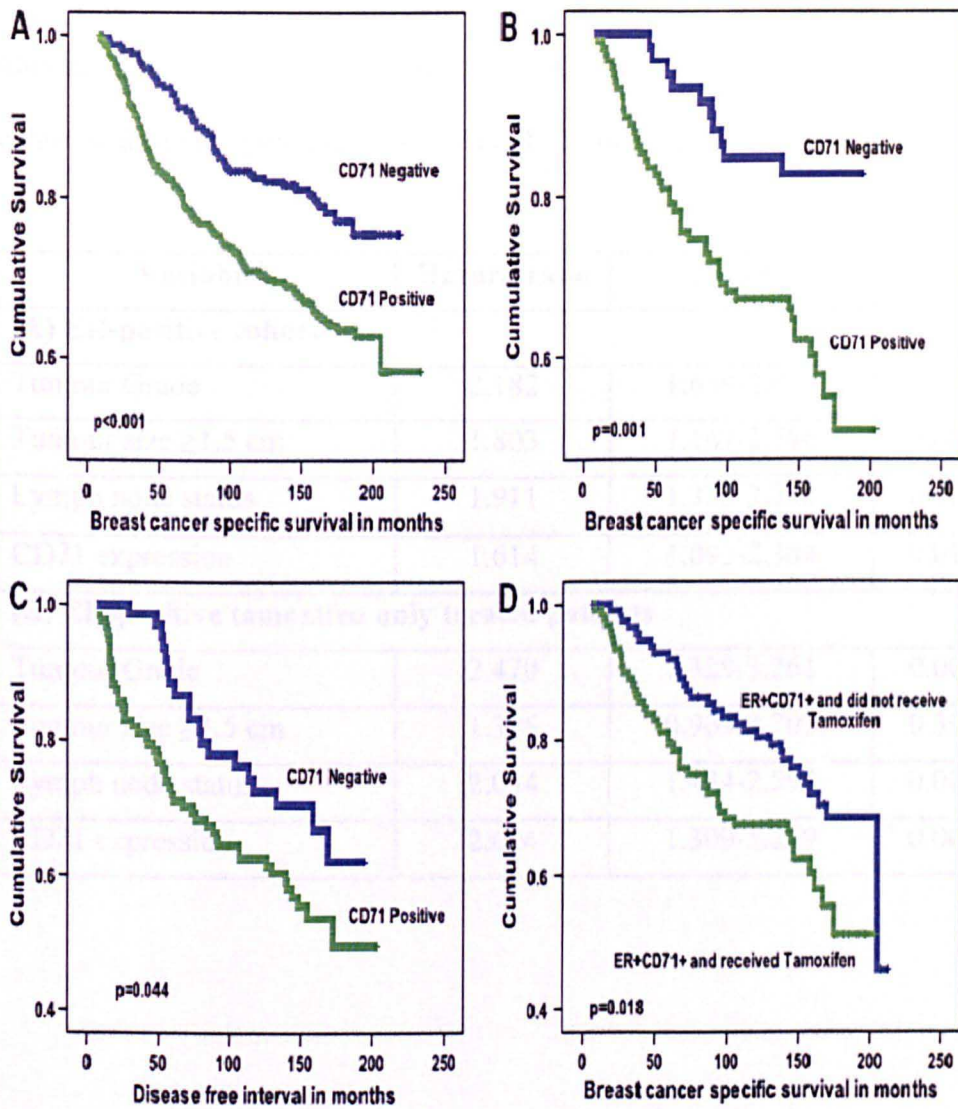 A
1.0
0.8
0.6
Cumulative Survival
CD71 Negative
CD71 Positive
p<0.001
0 50 100 150 200 250
Breast cancer specific survival in months
B
1.0
0.8
0.6
Cumulative Survival
CD71 Negative
CD71 Positive
p=0.001
0 50 100 150 200 250
Breast cancer specific survival in months
C
1.0
0.8
0.6
0.4
Cumulative Survival
CD71 Negative
CD71 Positive
p=0.044
0 50 100 150 200 250
Disease free interval in months
D
1.0
0.8
0.6
0.4
Cumulative Survival
ER+CD71+ and did not receive
Tamoxifen
ER+CD71+ and received Tamoxifen
p=0.018
0 50 100 150 200 250
Breast cancer specific survival in months